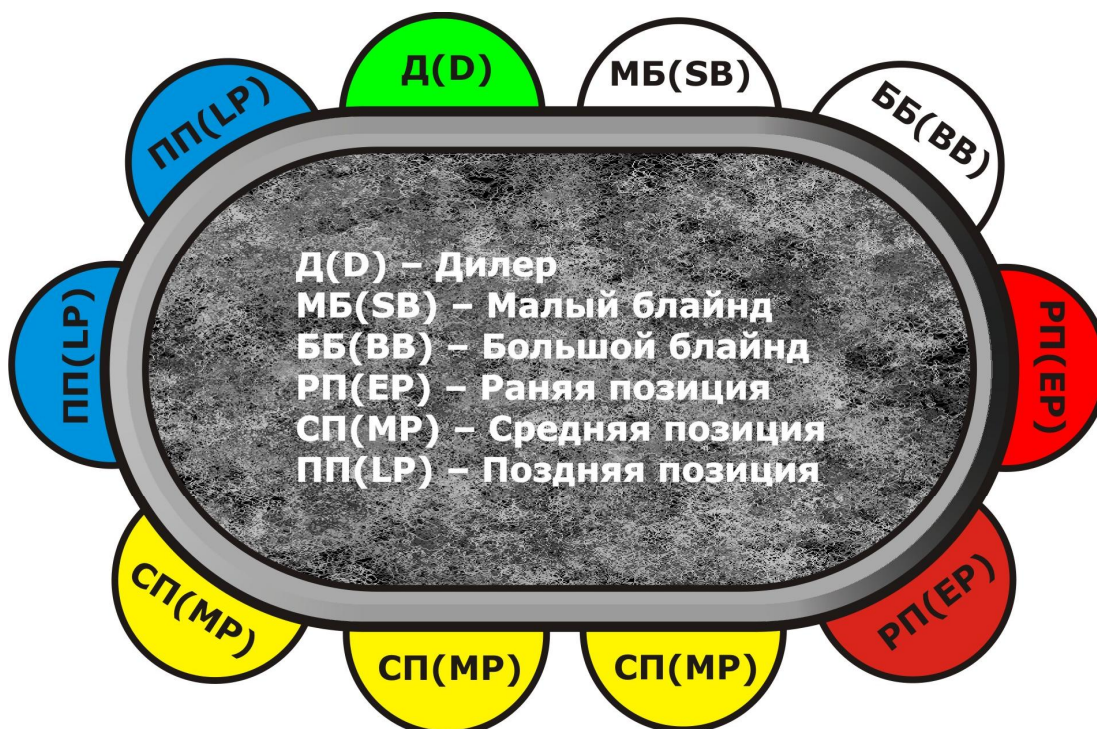 Д(D)
МБ(SB)
ББ(BB)
ПП(LP)
ПП(LP)
РП(EP)
Д(D) – Дилер
МБ(SB) – Малый блайнд
ББ(BB) – Большой блайнд
РП(EP) – Раняя позиция
СП(MP) – Средняя позиция
ПП(LP) – Поздняя позиция
СП(MP)
СП(MP)
СП(MP)
РП(EP)